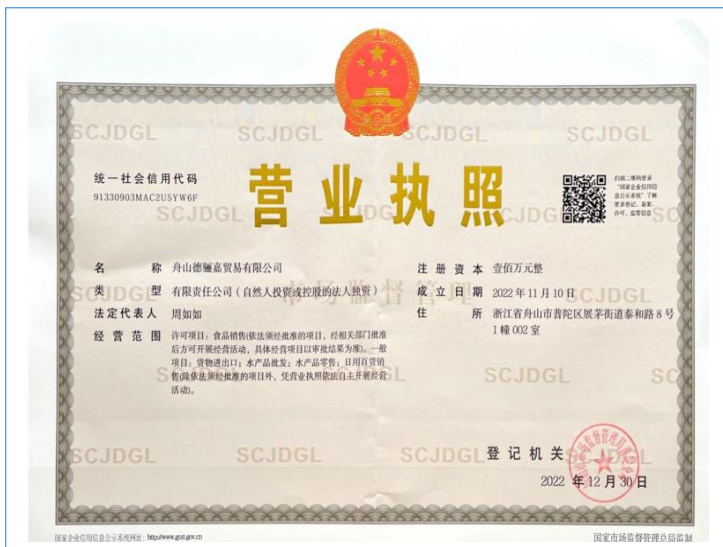 统一社会信用代码
91330903MAC2U5YW6F
营业执照
扫描二维码登录
“国家企业信用信
息公示系统”了解
更多登记、备案、
许可、监管信息
名称 舟山德骊嘉贸易有限公司
类型 有限责任公司（自然人投资或控股的法人独资）
法定代表人 周如如
经营范围 许可项目：食品销售(依法须经批准的项目，经相关部门批准
后方可开展经营活动，具体经营项目以审批结果为准)。一般
项目：货物进出口；水产品批发；水产品零售；日用百货销
售(除依法须经批准的项目外，凭营业执照依法自主开展经营
活动)。
注册资本 壹佰万元整
成立日期 2022年11月10日
住所 浙江省舟山市普陀区展茅街道泰和路8号
1幢002室
SCJDGL SCJDGL SCJDGL SCJDGL
市场监督管理
登记机关
2022年12月30日
国家企业信用信息公示系统网址：http://www.gsxt.gov.cn
国家市场监督管理总局监制